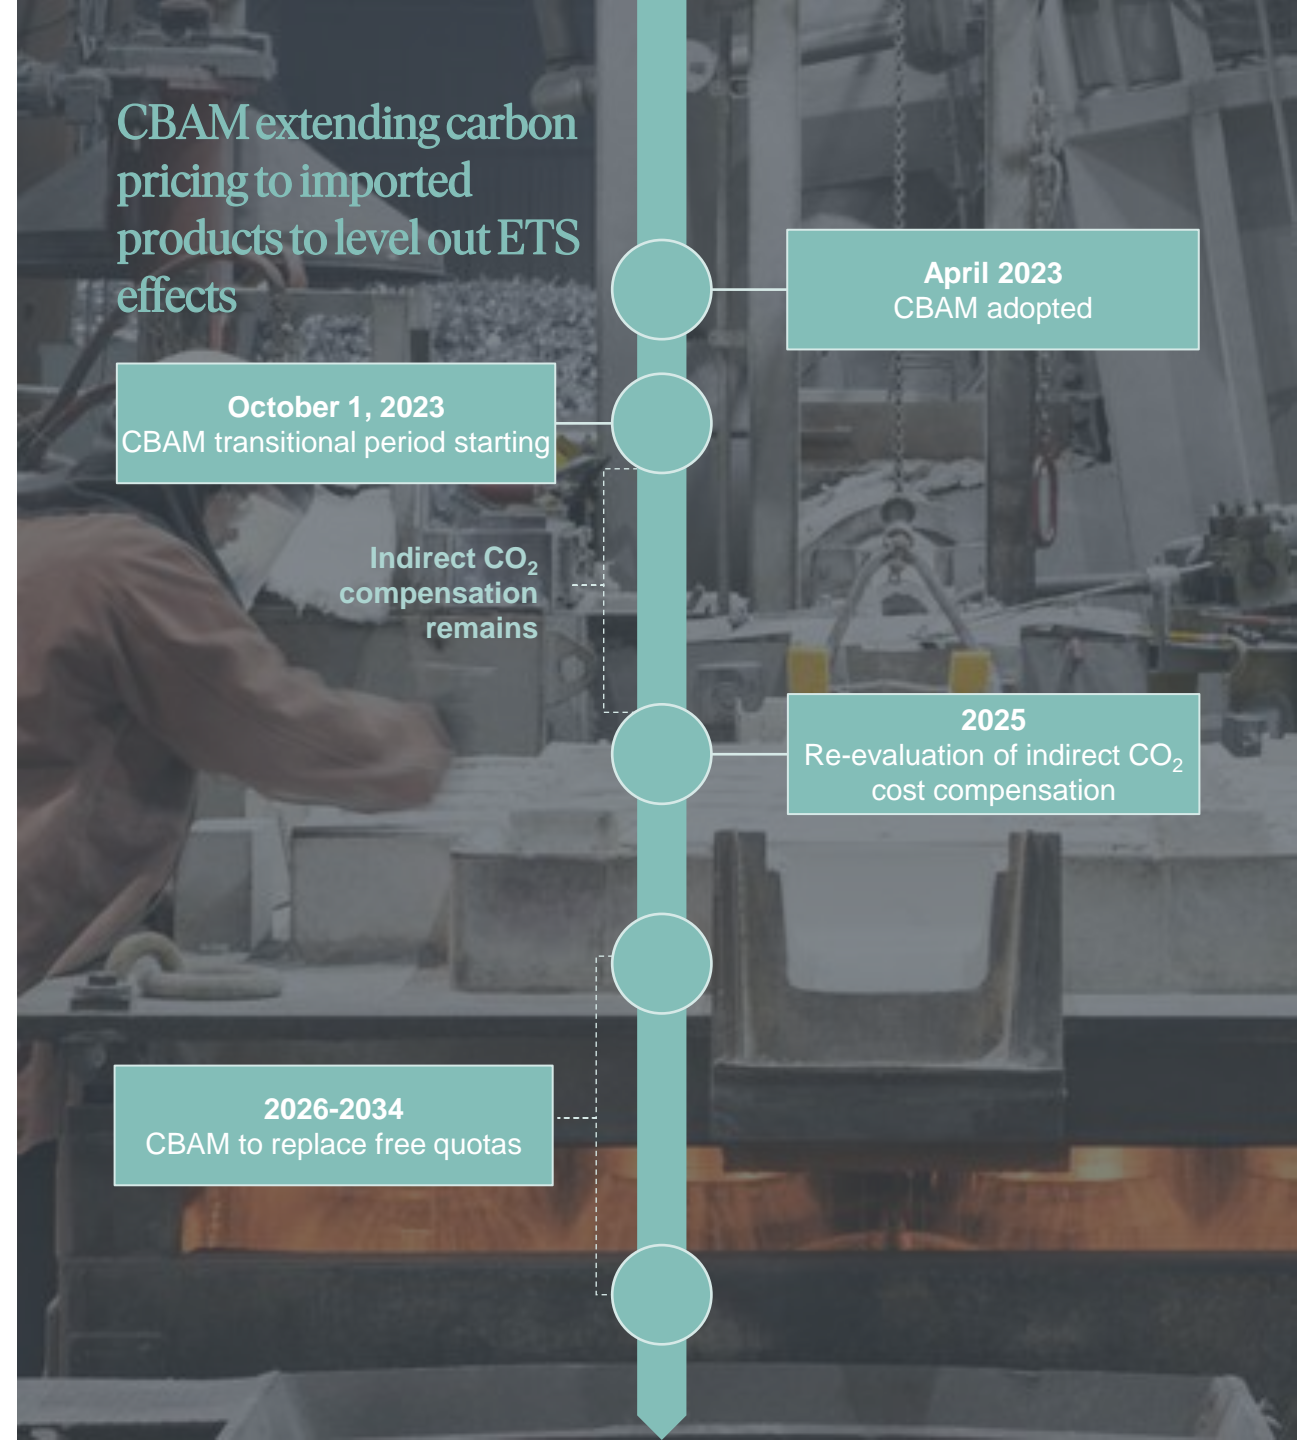 CBAM extending carbon
pricing to imported
products to level out ETS
effects
April 2023
CBAM adopted
October 1, 2023
CBAM transitional period starting
Indirect CO₂
compensation
remains
2025
Re-evaluation of indirect CO₂
cost compensation
2026-2034
CBAM to replace free quotas